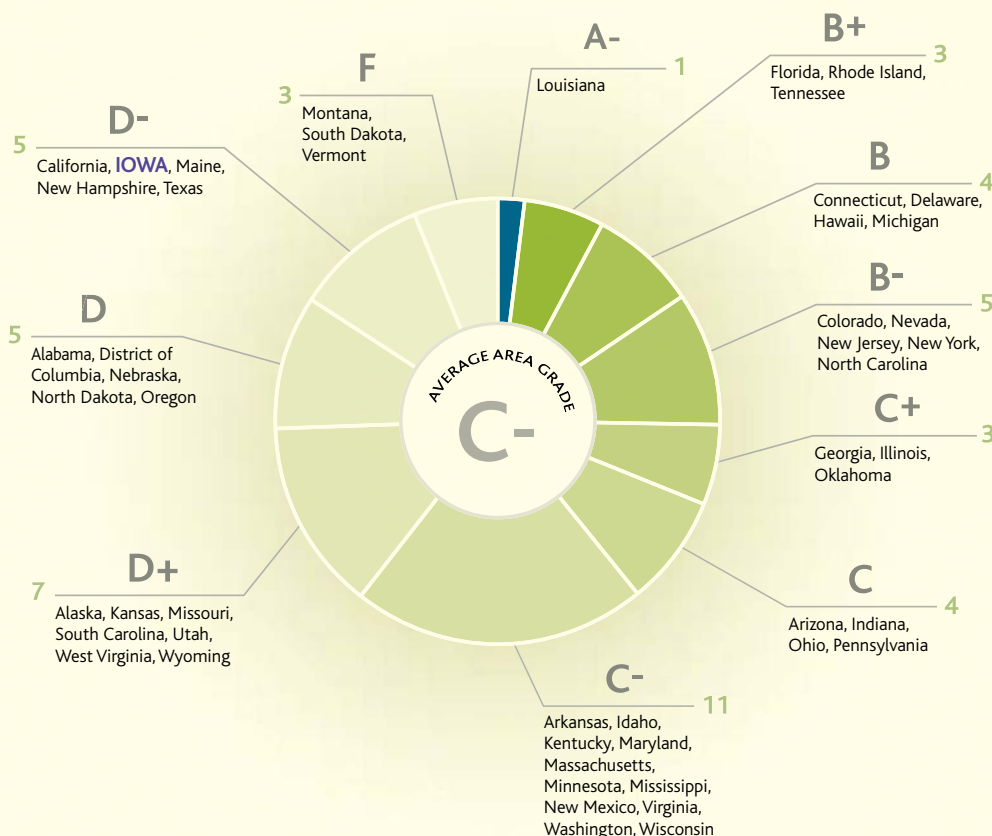 A-
1
Louisiana
B+
3
Florida, Rhode Island,
Tennessee
B
4
Connecticut, Delaware,
Hawaii, Michigan
B-
5
Colorado, Nevada,
New Jersey, New York,
North Carolina
C+
3
Georgia, Illinois,
Oklahoma
C
4
Arizona, Indiana,
Ohio, Pennsylvania
C-
11
Arkansas, Idaho,
Kentucky, Maryland,
Massachusetts,
Minnesota, Mississippi,
New Mexico, Virginia,
Washington, Wisconsin
D+
7
Alaska, Kansas, Missouri,
South Carolina, Utah,
West Virginia, Wyoming
D
5
Alabama, District of
Columbia, Nebraska,
North Dakota, Oregon
D-
5
California, IOWA, Maine,
New Hampshire, Texas
F
3
Montana,
South Dakota,
Vermont
AVERAGE AREA GRADE
C-